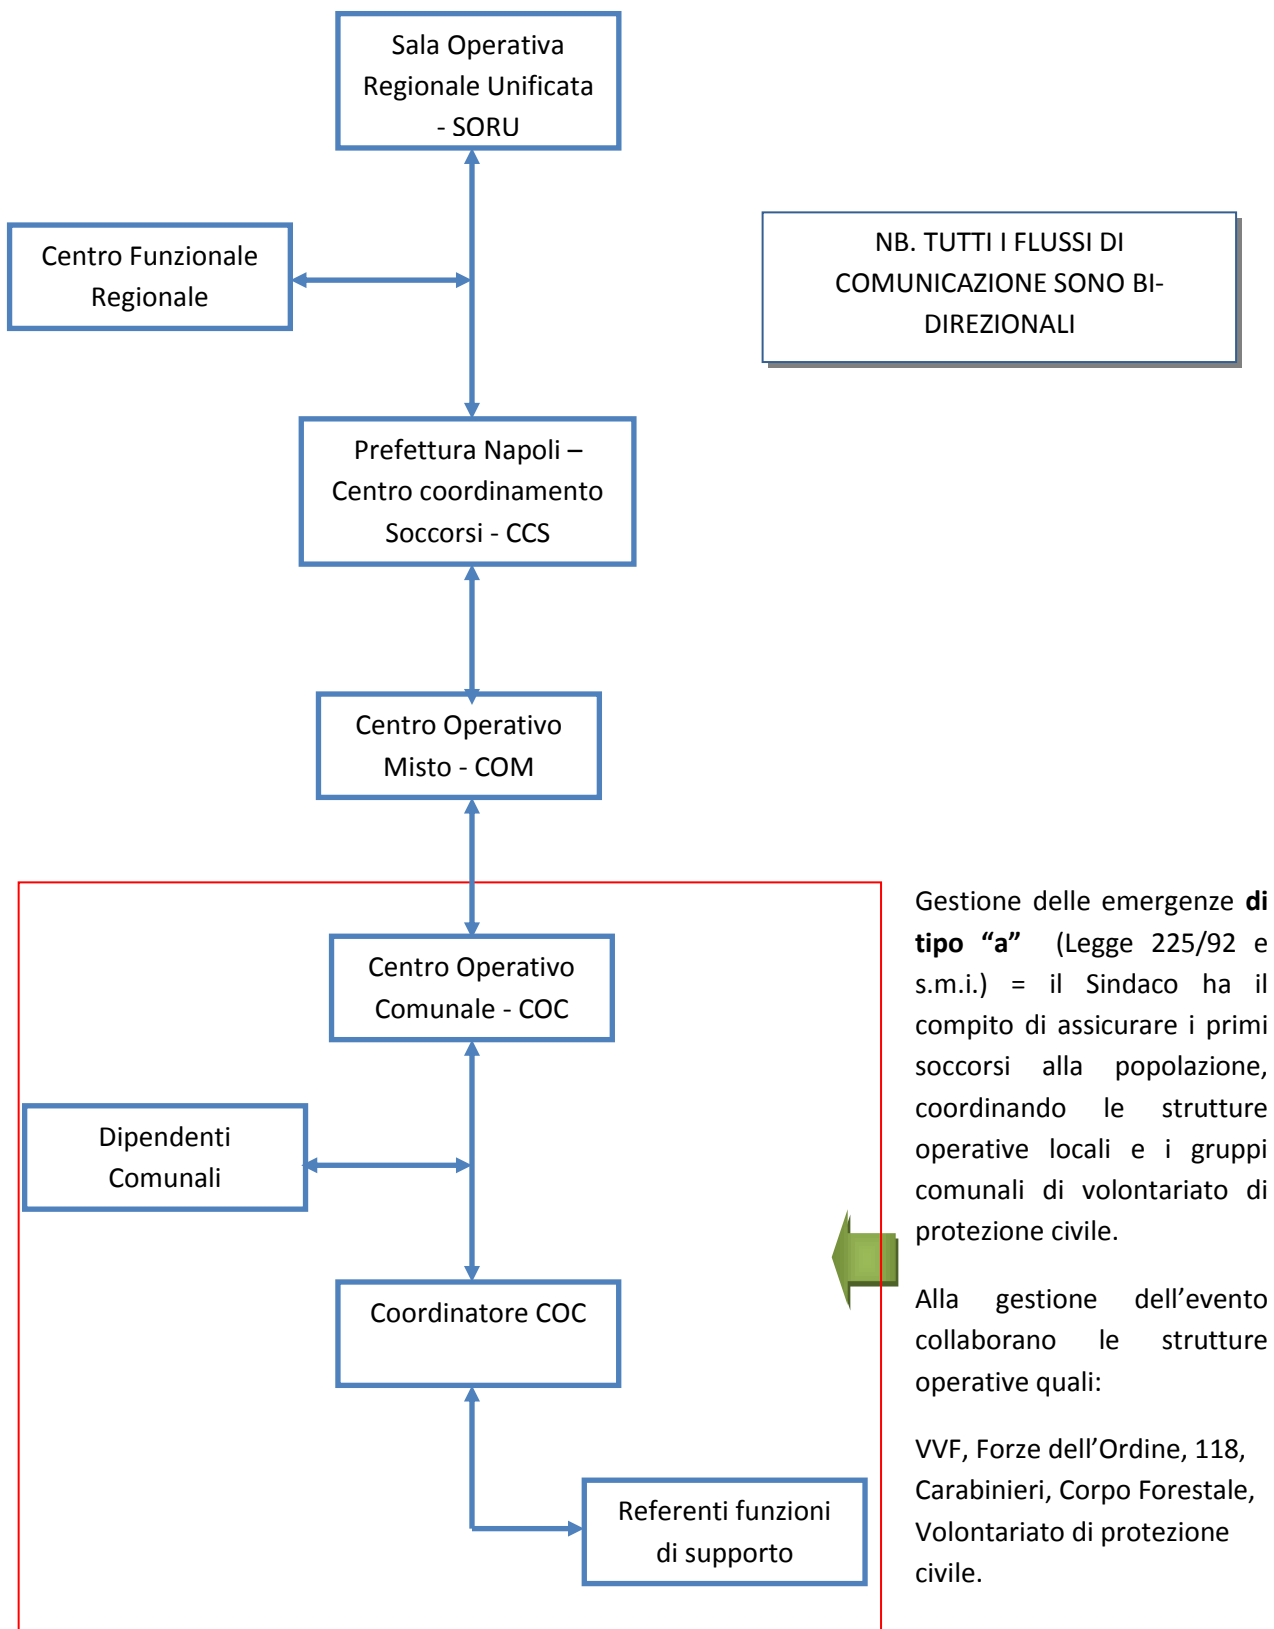 Sala Operativa
Regionale Unificata
- SORU
Centro Funzionale
Regionale
NB. TUTTI I FLUSSI DI
COMUNICAZIONE SONO BI-
DIREZIONALI
Prefettura Napoli –
Centro coordinamento
Soccorsi - CCS
Centro Operativo
Misto - COM
Centro Operativo
Comunale - COC
Dipendenti
Comunali
Coordinatore COC
Referenti funzioni
di supporto
Gestione delle emergenze di
tipo “a” (Legge 225/92 e
s.m.i.) = il Sindaco ha il
compito di assicurare i primi
soccorsi alla popolazione,
coordinando le strutture
operative locali e i gruppi
comunali di volontariato di
protezione civile.
Alla gestione dell’evento
collaborano le strutture
operative quali:
VVF, Forze dell’Ordine, 118,
Carabinieri, Corpo Forestale,
Volontariato di protezione
civile.